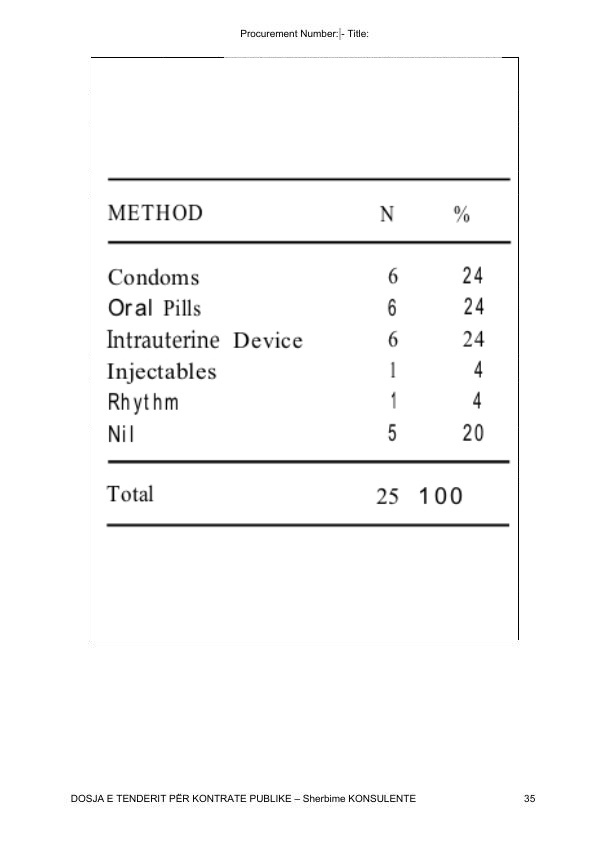 Procurement Number: - Title:
METHOD N %
Condoms 6 24
Oral Pills 6 24
Intrauterine Device 6 24
Injectables 1 4
Rhythm 1 4
Nil 5 20
Total 25 100
DOSJA E TENDERIT PËR KONTRATE PUBLIKE – Sherbime KONSULENTE 35